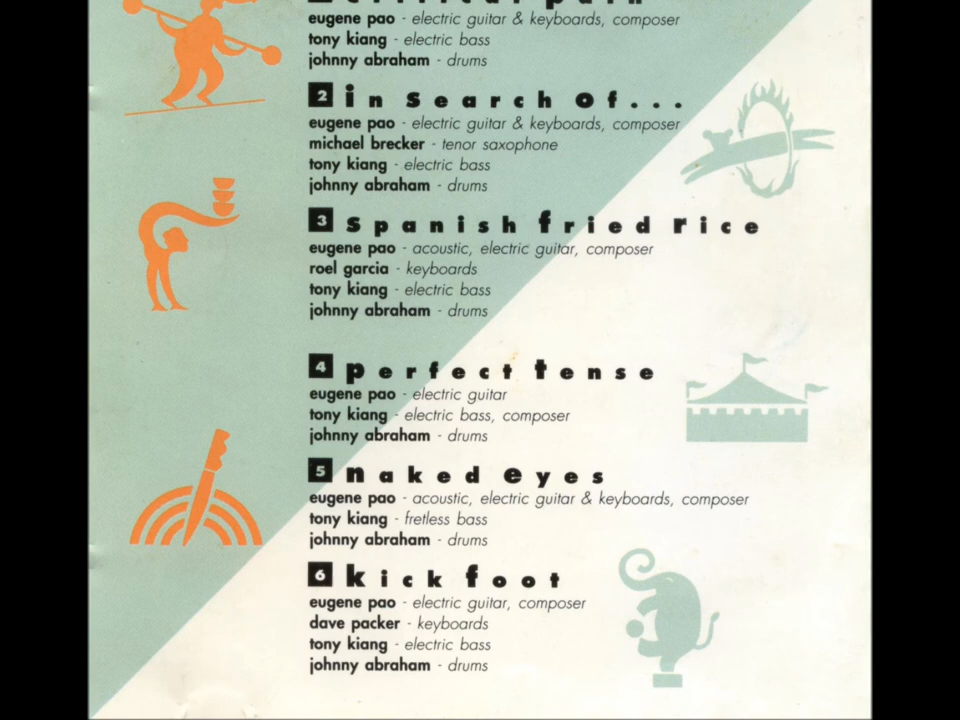 critical path
eugene pao - electric guitar & keyboards, composer
tony kiang - electric bass
johnny abraham - drums
2 in search of...
eugene pao - electric guitar & keyboards, composer
michael brecker - tenor saxophone
tony kiang - electric bass
johnny abraham - drums
3 spanish fried rice
eugene pao - acoustic, electric guitar, composer
roel garcia - keyboards
tony kiang - electric bass
johnny abraham - drums
4 perfect tense
eugene pao - electric guitar
tony kiang - electric bass, composer
johnny abraham - drums
5 naked eyes
eugene pao - acoustic, electric guitar & keyboards, composer
tony kiang - fretless bass
johnny abraham - drums
6 kick foot
eugene pao - electric guitar, composer
dave packer - keyboards
tony kiang - electric bass
johnny abraham - drums